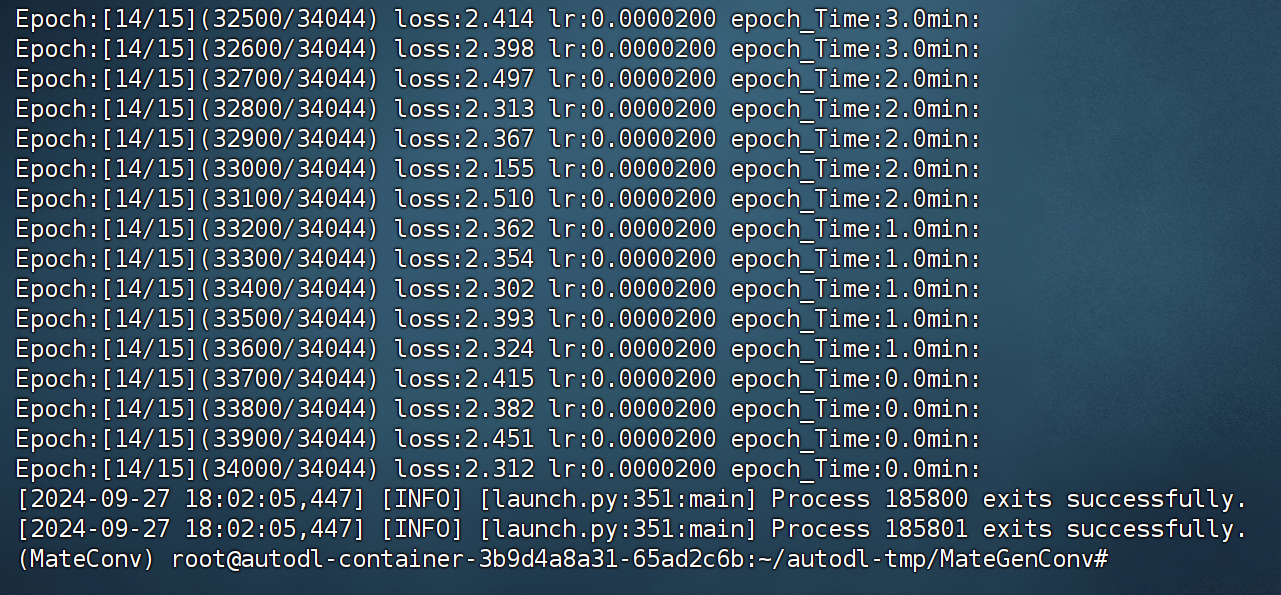 Epoch:[14/15](32500/34044) loss:2.414 lr:0.0000200 epoch_Time:3.0min:
Epoch:[14/15](32600/34044) loss:2.398 lr:0.0000200 epoch_Time:3.0min:
Epoch:[14/15](32700/34044) loss:2.497 lr:0.0000200 epoch_Time:2.0min:
Epoch:[14/15](32800/34044) loss:2.313 lr:0.0000200 epoch_Time:2.0min:
Epoch:[14/15](32900/34044) loss:2.367 lr:0.0000200 epoch_Time:2.0min:
Epoch:[14/15](33000/34044) loss:2.155 lr:0.0000200 epoch_Time:2.0min:
Epoch:[14/15](33100/34044) loss:2.510 lr:0.0000200 epoch_Time:2.0min:
Epoch:[14/15](33200/34044) loss:2.362 lr:0.0000200 epoch_Time:1.0min:
Epoch:[14/15](33300/34044) loss:2.354 lr:0.0000200 epoch_Time:1.0min:
Epoch:[14/15](33400/34044) loss:2.302 lr:0.0000200 epoch_Time:1.0min:
Epoch:[14/15](33500/34044) loss:2.393 lr:0.0000200 epoch_Time:1.0min:
Epoch:[14/15](33600/34044) loss:2.324 lr:0.0000200 epoch_Time:1.0min:
Epoch:[14/15](33700/34044) loss:2.415 lr:0.0000200 epoch_Time:0.0min:
Epoch:[14/15](33800/34044) loss:2.382 lr:0.0000200 epoch_Time:0.0min:
Epoch:[14/15](33900/34044) loss:2.451 lr:0.0000200 epoch_Time:0.0min:
Epoch:[14/15](34000/34044) loss:2.312 lr:0.0000200 epoch_Time:0.0min:
[2024-09-27 18:02:05,447] [INFO] [launch.py:351:main] Process 185800 exits successfully.
[2024-09-27 18:02:05,447] [INFO] [launch.py:351:main] Process 185801 exits successfully.
(MateConv) root@autodl-container-3b9d4a8a31-65ad2c6b:~/autodl-tmp/MateGenConv#